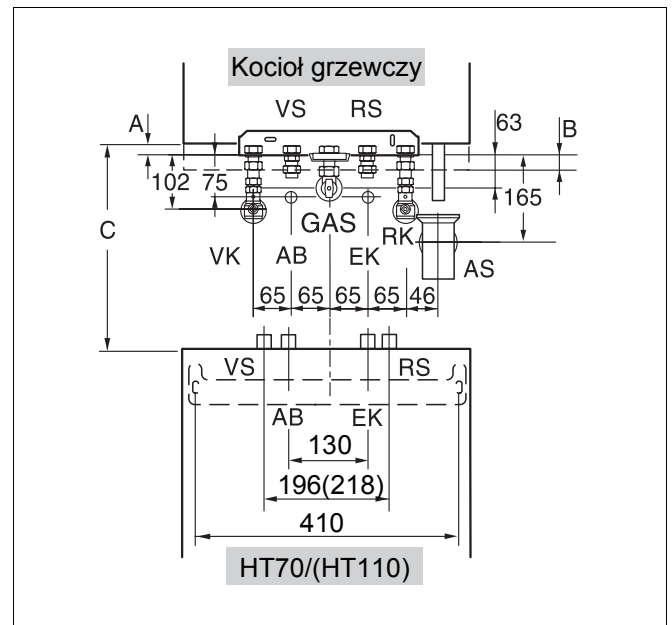 Kocioł grzewczy
VS RS
A
63
B
102
75
165
C
GAS
RK
VK AB EK AS
65 65 65 65 46
VS RS
AB EK
130
196(218)
410
HT70/(HT110)